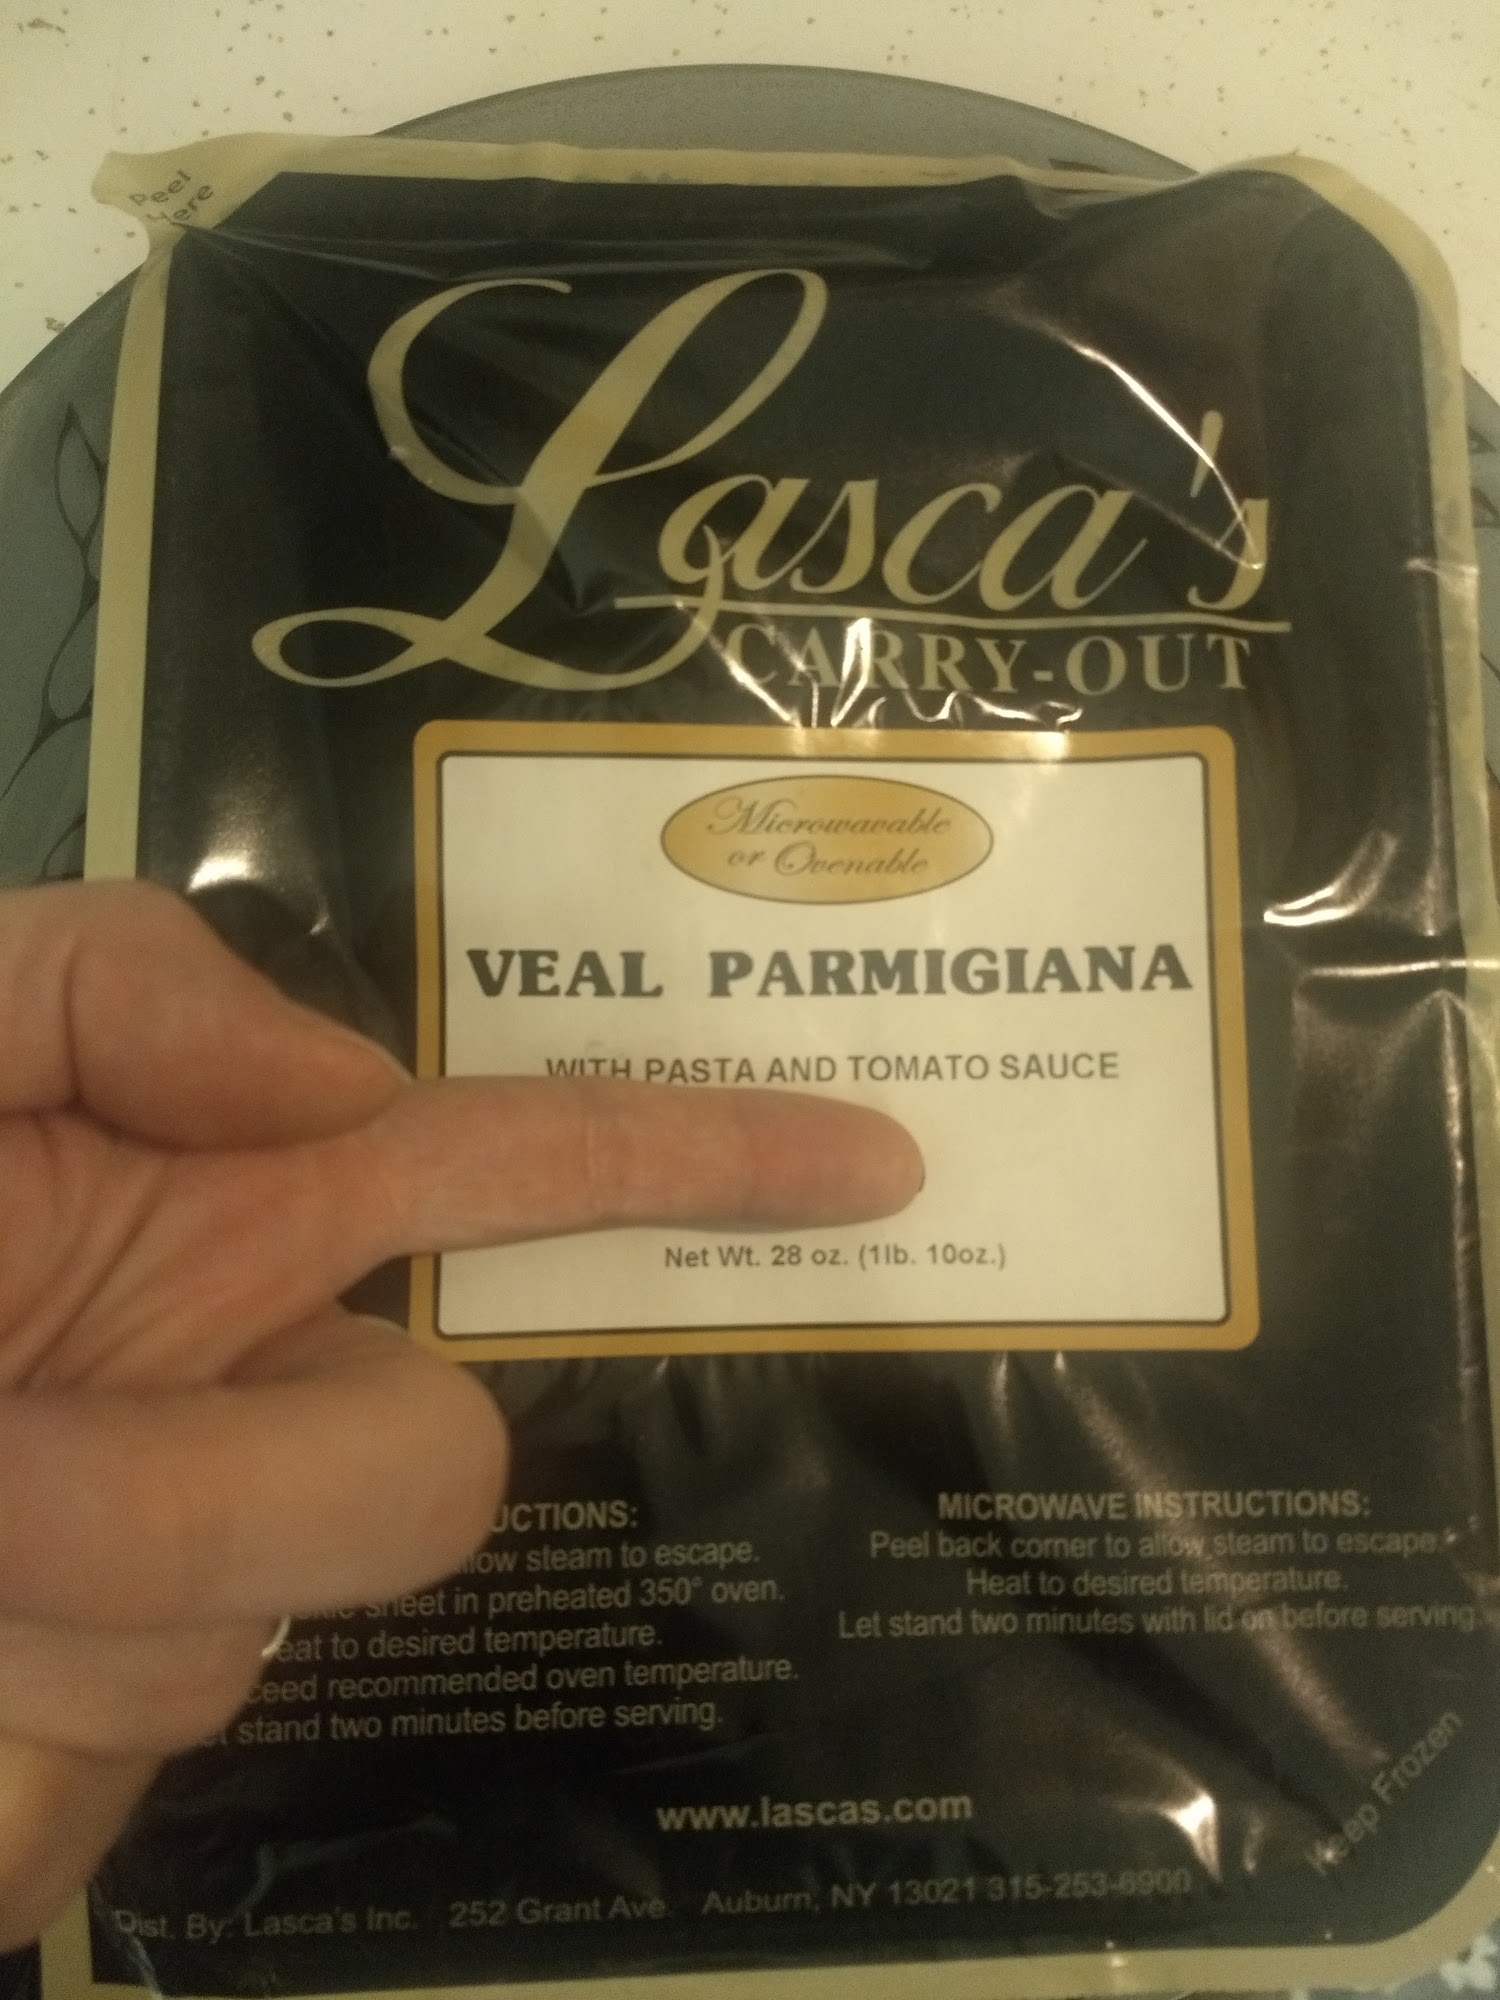 Peel
Here
Lasca's
CARRY-OUT
Microwavable
or Ovenable
VEAL PARMIGIANA
WITH PASTA AND TOMATO SAUCE
Net Wt. 28 oz. (1lb. 10oz.)
UCTIONS:
low steam to escape.
sheet in preheated 350° oven.
eat to desired temperature.
ceed recommended oven temperature.
stand two minutes before serving.
MICROWAVE INSTRUCTIONS:
Peel back corner to allow steam to escape.
Heat to desired temperature.
Let stand two minutes with lid on before serving.
Keep Frozen
www.lascas.com
Dist. By: Lasca's Inc. 252 Grant Ave. Auburn, NY 13021 315-253-6900